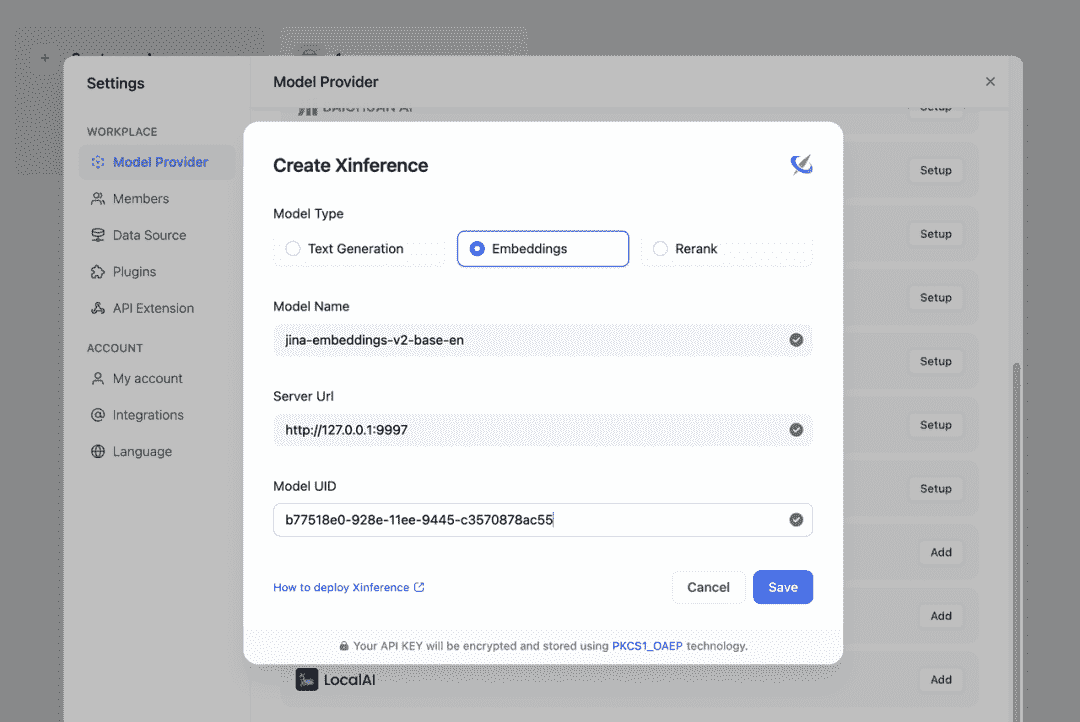 Settings
Model Provider
WORKPLACE
Model Provider
Members
Data Source
Plugins
API Extension
ACCOUNT
My account
Integrations
Language
BAICHUAN AI
Setup
Create Xinference
Model Type
Text Generation
Embeddings
Rerank
Model Name
jina-embeddings-v2-base-en
Server Url
http://127.0.0.1:9997
Model UID
b77518e0-928e-11ee-9445-c3570878ac55
How to deploy Xinference
Cancel
Save
Your API KEY will be encrypted and stored using PKCS1_OAEP technology.
Setup
Setup
Setup
Setup
Setup
Setup
Add
Add
LocalAI
Add